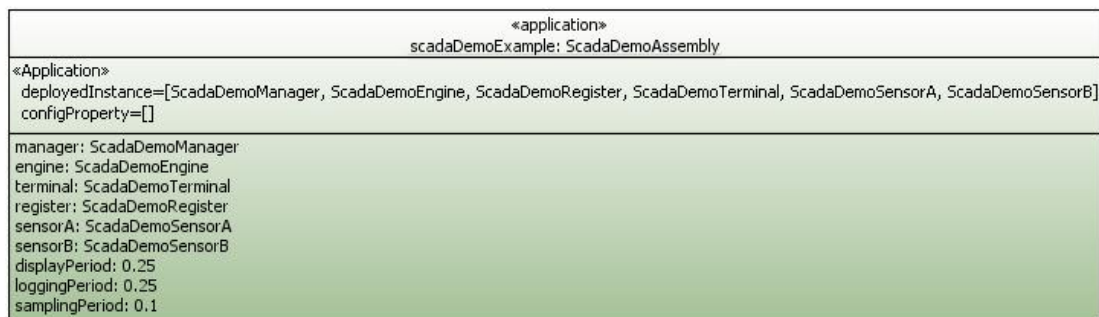 «application»
scadaDemoExample: ScadaDemoAssembly
«Application»
deployedInstance=[ScadaDemoManager, ScadaDemoEngine, ScadaDemoRegister, ScadaDemoTerminal, ScadaDemoSensorA, ScadaDemoSensorB]
configProperty=[]
manager: ScadaDemoManager
engine: ScadaDemoEngine
terminal: ScadaDemoTerminal
register: ScadaDemoRegister
sensorA: ScadaDemoSensorA
sensorB: ScadaDemoSensorB
displayPeriod: 0.25
loggingPeriod: 0.25
samplingPeriod: 0.1